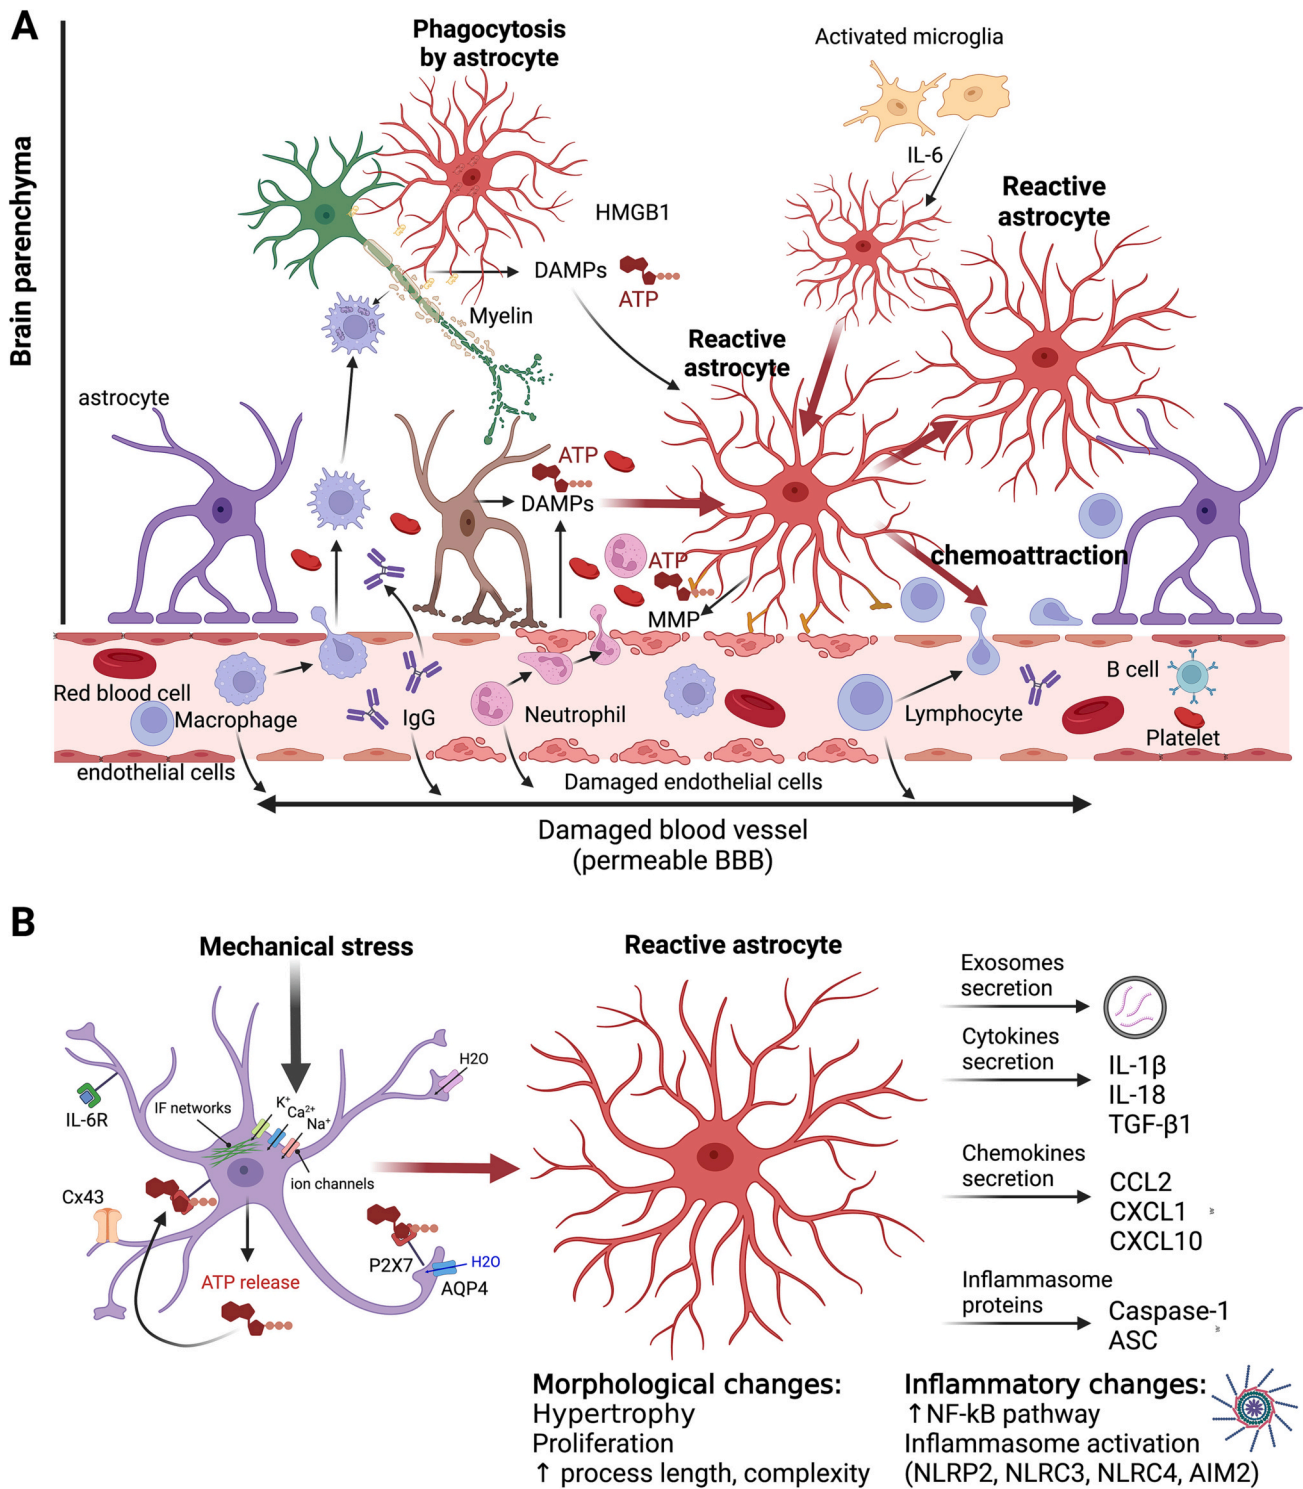 A
Brain parenchyma
Phagocytosis
by astrocyte
Activated microglia
IL-6
Reactive
astrocyte
HMGB1
DAMPs
ATP
Myelin
Reactive
astrocyte
astrocyte
ATP
DAMPs
chemoattraction
ATP
MMP
Red blood cell
Macrophage
IgG
Neutrophil
Lymphocyte
B cell
Platelet
endothelial cells
Damaged endothelial cells
Damaged blood vessel
(permeable BBB)
B
Mechanical stress
Reactive astrocyte
H2O
IL-6R
IF networks
K⁺
Ca²⁺
Na⁺
ion channels
Cx43
P2X7
H2O
AQP4
ATP release
Exosomes
secretion
Cytokines
secretion
IL-1β
IL-18
TGF-β1
Chemokines
secretion
CCL2
CXCL1
CXCL10
Inflammasome
proteins
Caspase-1
ASC
Morphological changes:
Hypertrophy
Proliferation
↑ process length, complexity
Inflammatory changes:
↑NF-kB pathway
Inflammasome activation
(NLRP2, NLRC3, NLRC4, AIM2)